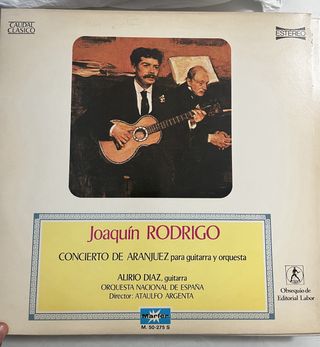 CAUDAL
CLASICO
ESTEREO
Joaquín RODRIGO
CONCIERTO DE ARANJUEZ para guitarra y orquesta
ALIRIO DIAZ, guitarra
ORQUESTA NACIONAL DE ESPAÑA
Director: ATAULFO ARGENTA
Marfer
M. 50-275 S
Obsequio de
Editorial Labor